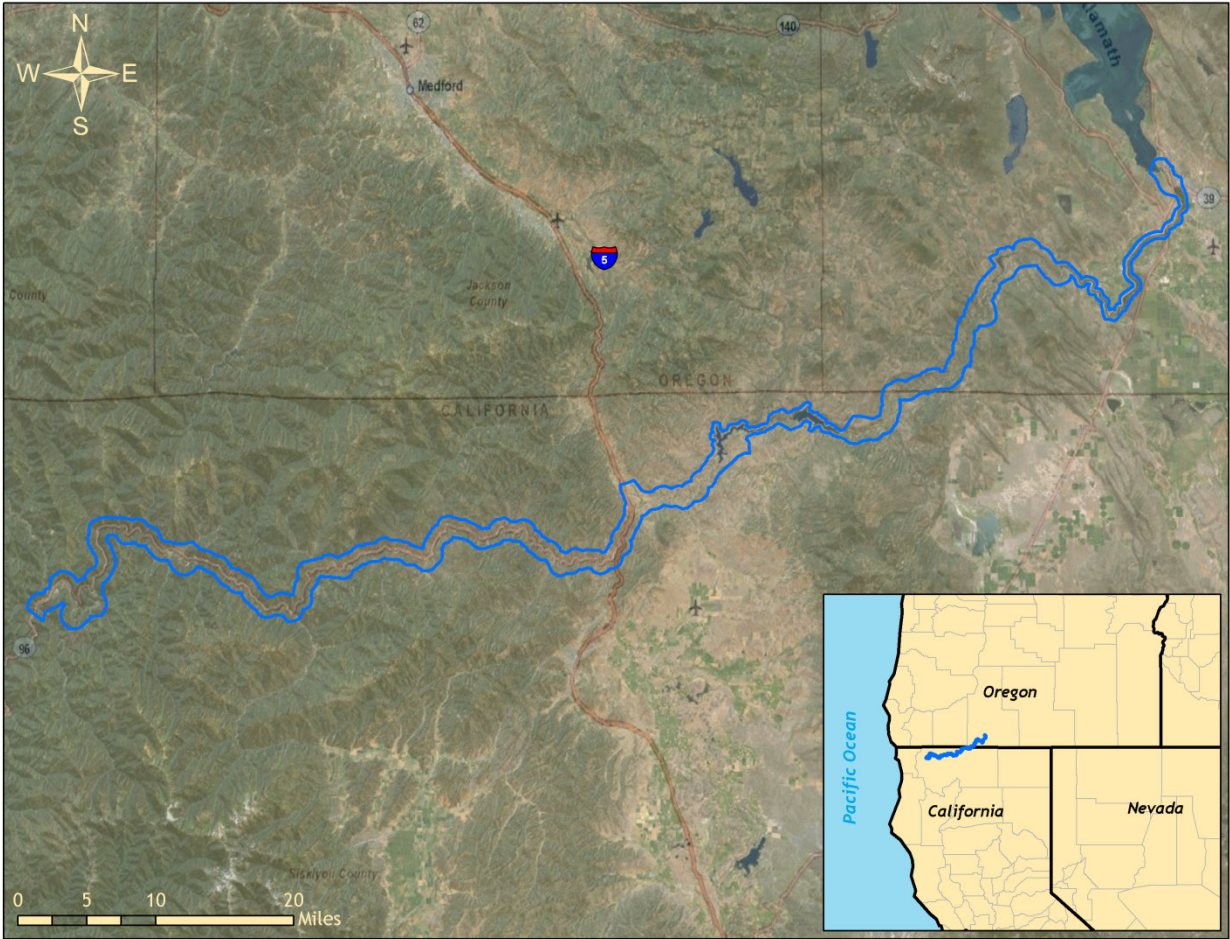 N
W E
S
62
140
lamath
Medford
39
5
County
Jackson
County
OREGON
CALIFORNIA
96
Siskiyou County
0 5 10 20
Miles
Oregon
Pacific Ocean
California
Nevada